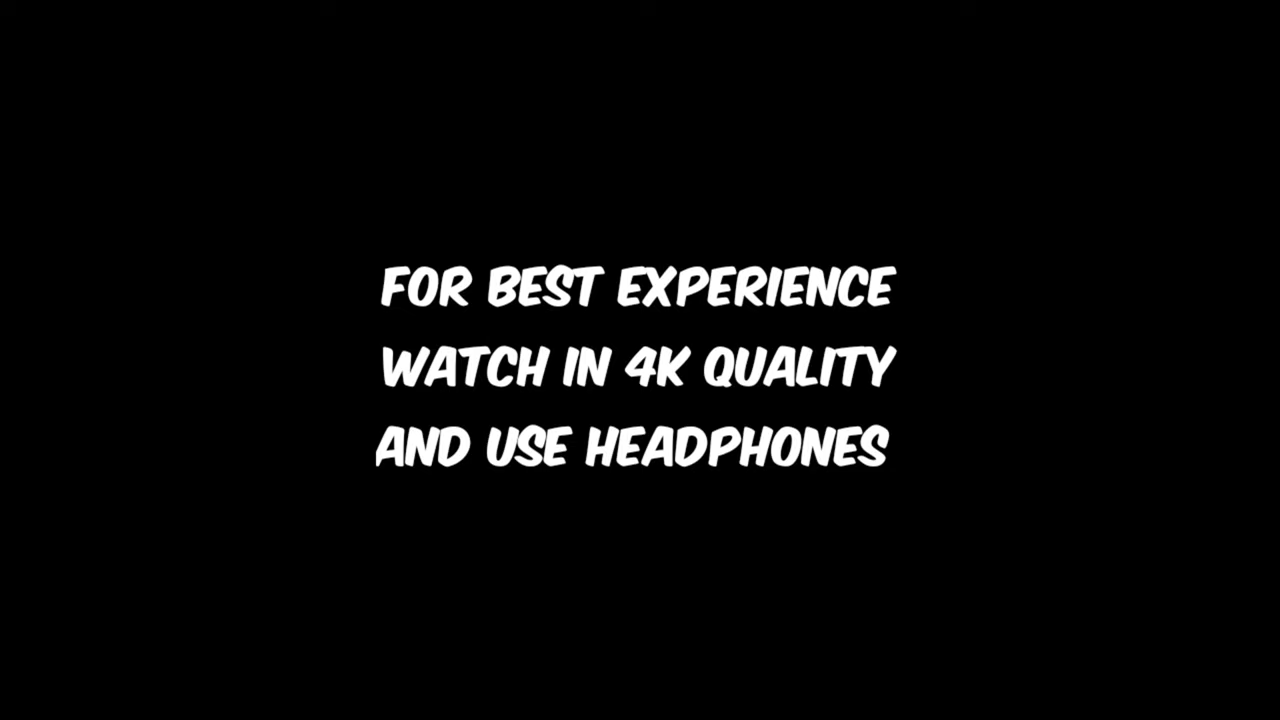 FOR BEST EXPERIENCE
WATCH IN 4K QUALITY
AND USE HEADPHONES